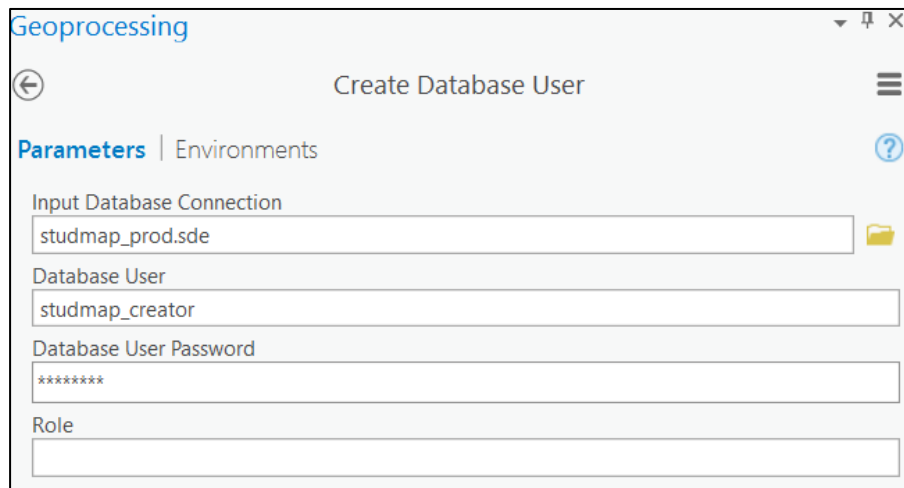 Geoprocessing
Create Database User
Parameters | Environments
?
Input Database Connection
studmap_prod.sde
Database User
studmap_creator
Database User Password
********
Role